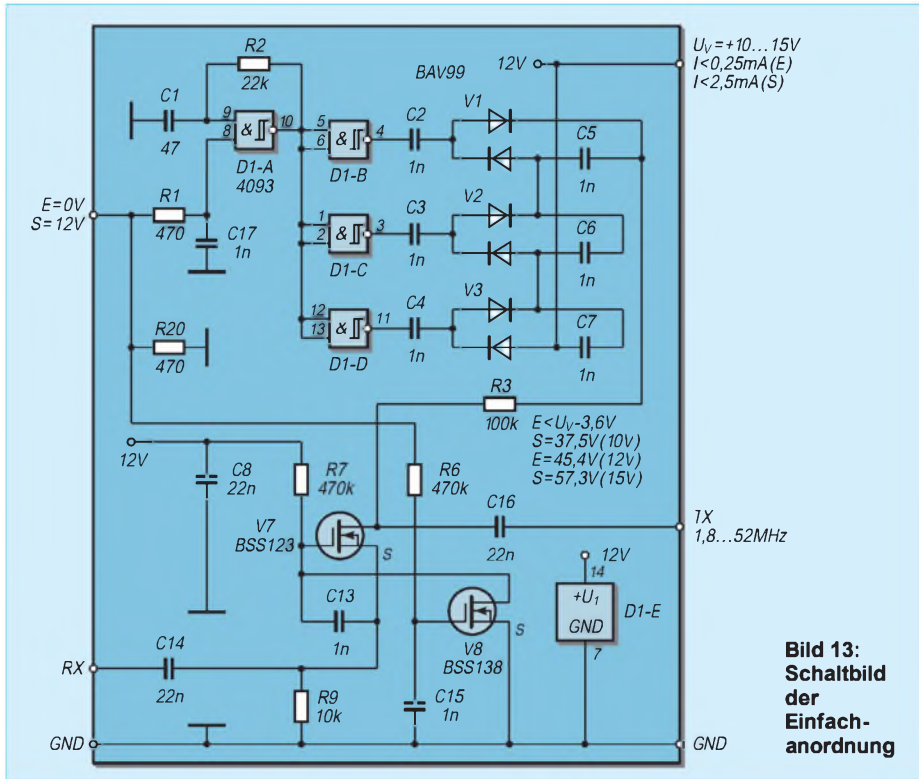 R2
22k
C1
47
9
8
10
&
D1-A
4093
5
6
4
&
D1-B
C2
1n
BAV99
12V
U_V=+10...15V
I<0,25mA(E)
I<2,5mA(S)
V1
C5
1n
E=0V
S=12V
R1
470
C17
1n
1
2
3
&
D1-C
C3
1n
V2
C6
1n
R20
470
12
13
11
&
D1-D
C4
1n
V3
C7
1n
R3
100k
E<U_V-3,6V
S=37,5V(10V)
E=45,4V(12V)
S=57,3V(15V)
12V
C8
22n
R7
470k
R6
470k
C16
22n
TX
1,8...52MHz
V7
BSS123
S
C13
1n
V8
BSS138
S
12V
14
+U1
GND
7
D1-E
C14
22n
RX
R9
10k
C15
1n
GND
GND
Bild 13:
Schaltbild
der
Einfach-
anordnung